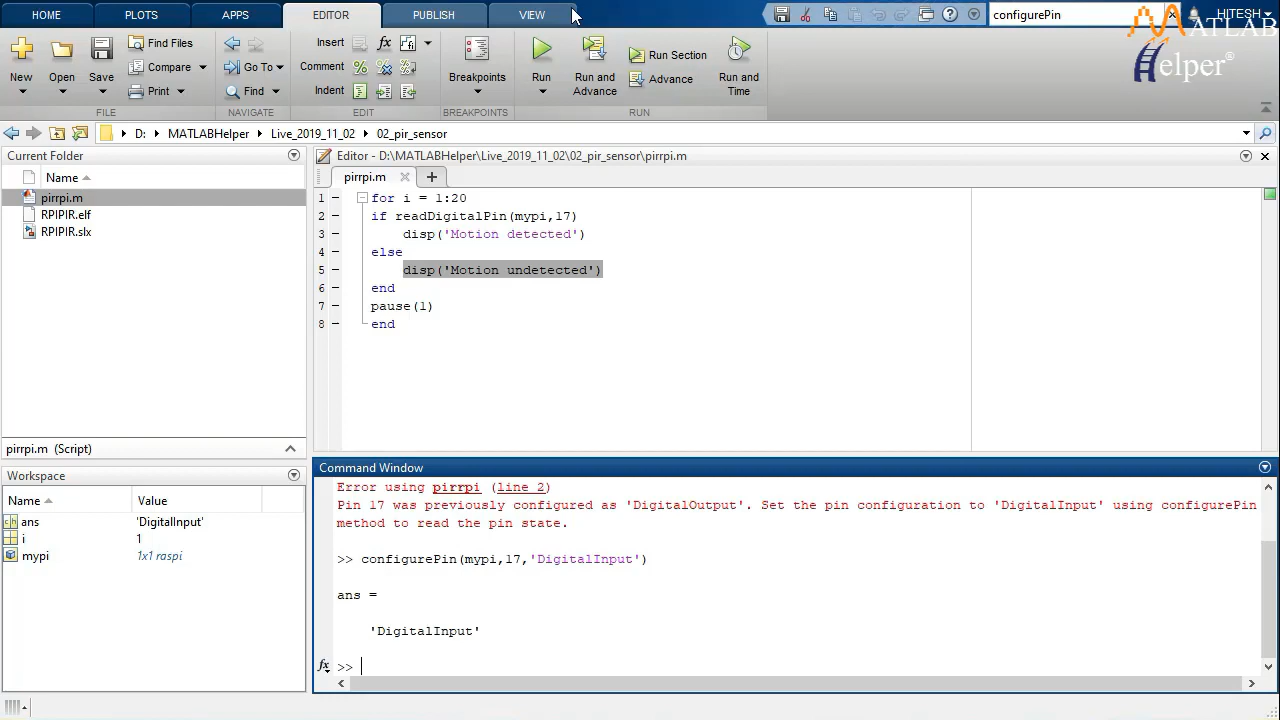 HOME PLOTS APPS EDITOR PUBLISH VIEW configurePin HITESH
MATLAB
Helper®
New Open Save Find Files Compare Print
Go To Find
Insert fx
Comment
Indent
Breakpoints
Run Run and Advance Run Section Advance Run and Time
FILE NAVIGATE EDIT BREAKPOINTS RUN
D: MATLABHelper Live_2019_11_02 02_pir_sensor
Current Folder
Name
pirrpi.m
RPIPIR.elf
RPIPIR.slx
pirrpi.m (Script)
Workspace
Name Value
ans 'DigitalInput'
i 1
mypi 1x1 raspi
Editor - D:\MATLABHelper\Live_2019_11_02\02_pir_sensor\pirrpi.m
pirrpi.m
1 for i = 1:20
2 if readDigitalPin(mypi,17)
3 disp('Motion detected')
4 else
5 disp('Motion undetected')
6 end
7 pause(1)
8 end
Command Window
Error using pirrpi (line 2)
Pin 17 was previously configured as 'DigitalOutput'. Set the pin configuration to 'DigitalInput' using configurePin
method to read the pin state.
>> configurePin(mypi,17,'DigitalInput')
ans =
'DigitalInput'
fx >>